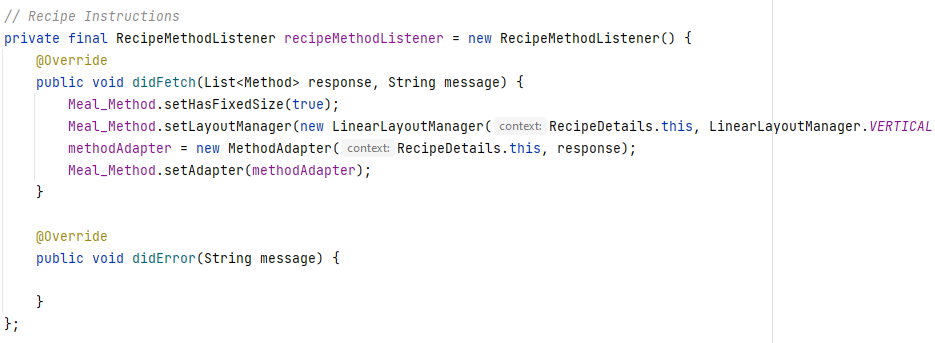 // Recipe Instructions
private final RecipeMethodListener recipeMethodListener = new RecipeMethodListener() {
@Override
public void didFetch(List<Method> response, String message) {
Meal_Method.setHasFixedSize(true);
Meal_Method.setLayoutManager(new LinearLayoutManager( context: RecipeDetails.this, LinearLayoutManager.VERTICAL
methodAdapter = new MethodAdapter( context: RecipeDetails.this, response);
Meal_Method.setAdapter(methodAdapter);
}
@Override
public void didError(String message) {
}
};